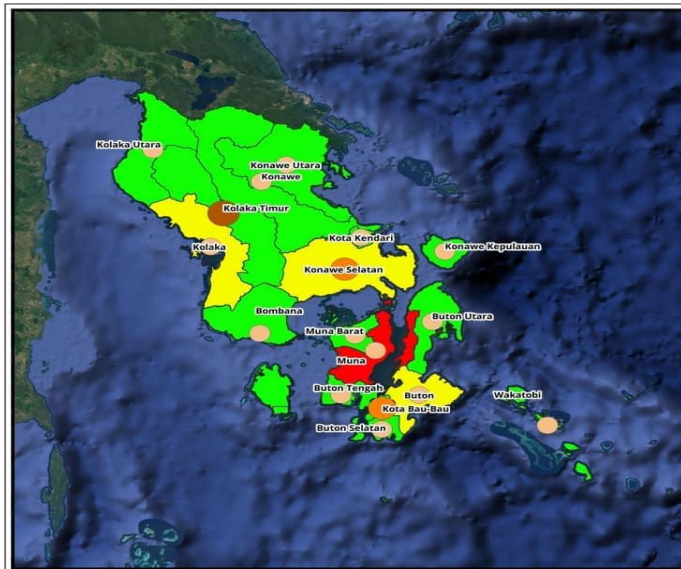 Kolaka Utara
Konawe Utara
Konawe
Kolaka Timur
Kota Kendari
Kolaka
Konawe Kepulauan
Konawe Selatan
Bombana
Buton Utara
Muna Barat
Muna
Buton Tengah
Buton
Wakatobi
Kota Bau-Bau
Buton Selatan